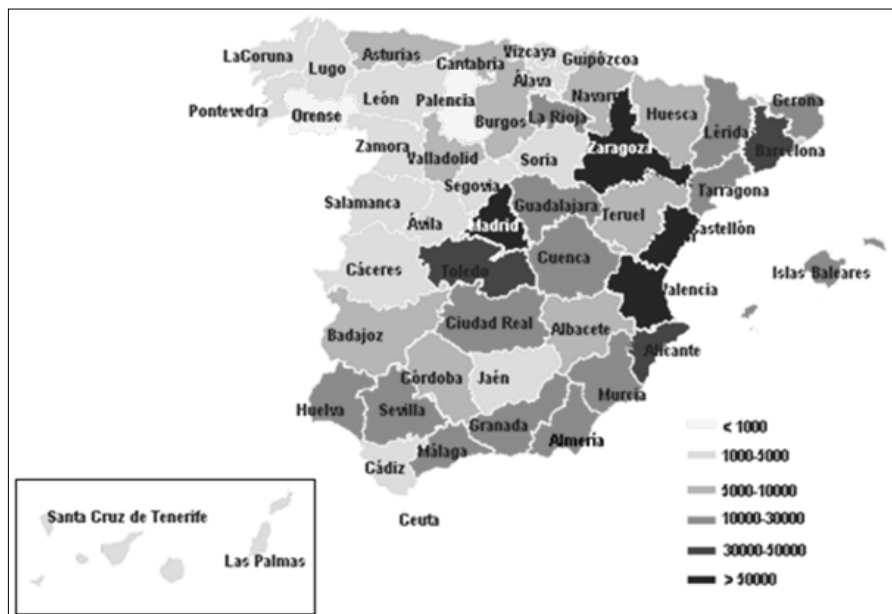 LaCoruna
Lugo
Asturias
Cantabria
Vizcaya
Guipózcoa
Álava
Navarra
Pontevedra
Orense
León
Palencia
Burgos
La Rioja
Huesca
Lérida
Gerona
Barcelona
Zamora
Valladolid
Soria
Zaragoza
Tarragona
Salamanca
Segovia
Ávila
Madrid
Guadalajara
Teruel
Castellón
Cáceres
Toledo
Cuenca
Valencia
Islas Baleares
Badajoz
Ciudad Real
Albacete
Alicante
Huelva
Sevilla
Córdoba
Jaén
Murcia
Granada
Almería
Málaga
Cádiz
Ceuta
Santa Cruz de Tenerife
Las Palmas
< 1000
1000-5000
5000-10000
10000-30000
30000-50000
> 50000